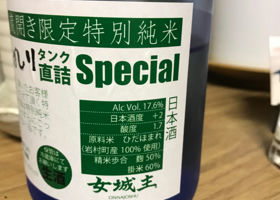 蔵開き限定特別純米
タンク
直詰
Special
Alc Vol. 17.6%
日本酒度 +2
酸度 1.7
原料米 ひだほまれ
(岩村町産 100% 使用)
精米歩合 麹 50%
掛米 60%
日本酒
女城主
ONNAJOSHU